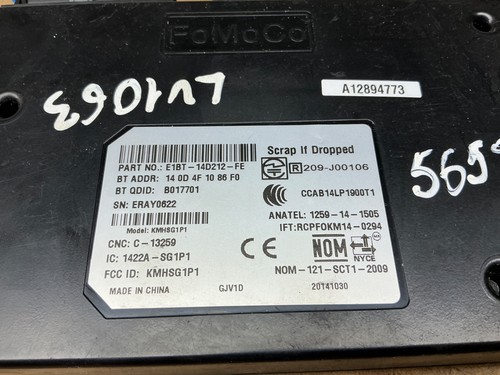 FoMoCo
LV1063
A12894773
Scrap If Dropped
PART NO.: E1BT-14D212-FE
R 209-J00106
BT ADDR: 14 0D 4F 10 86 F0
CCAB14LP1900T1
BT QDID: B017701
SN: ERAY0622
ANATEL: 1259-14-1505
Model: KMHSG1P1
IFT:RCPFOKM14-0294
CNC: C-13259
CE
NOM
NYCE
IC: 1422A-SG1P1
NOM-121-SCT1-2009
FCC ID: KMHSG1P1
MADE IN CHINA
GJV1D
20141030